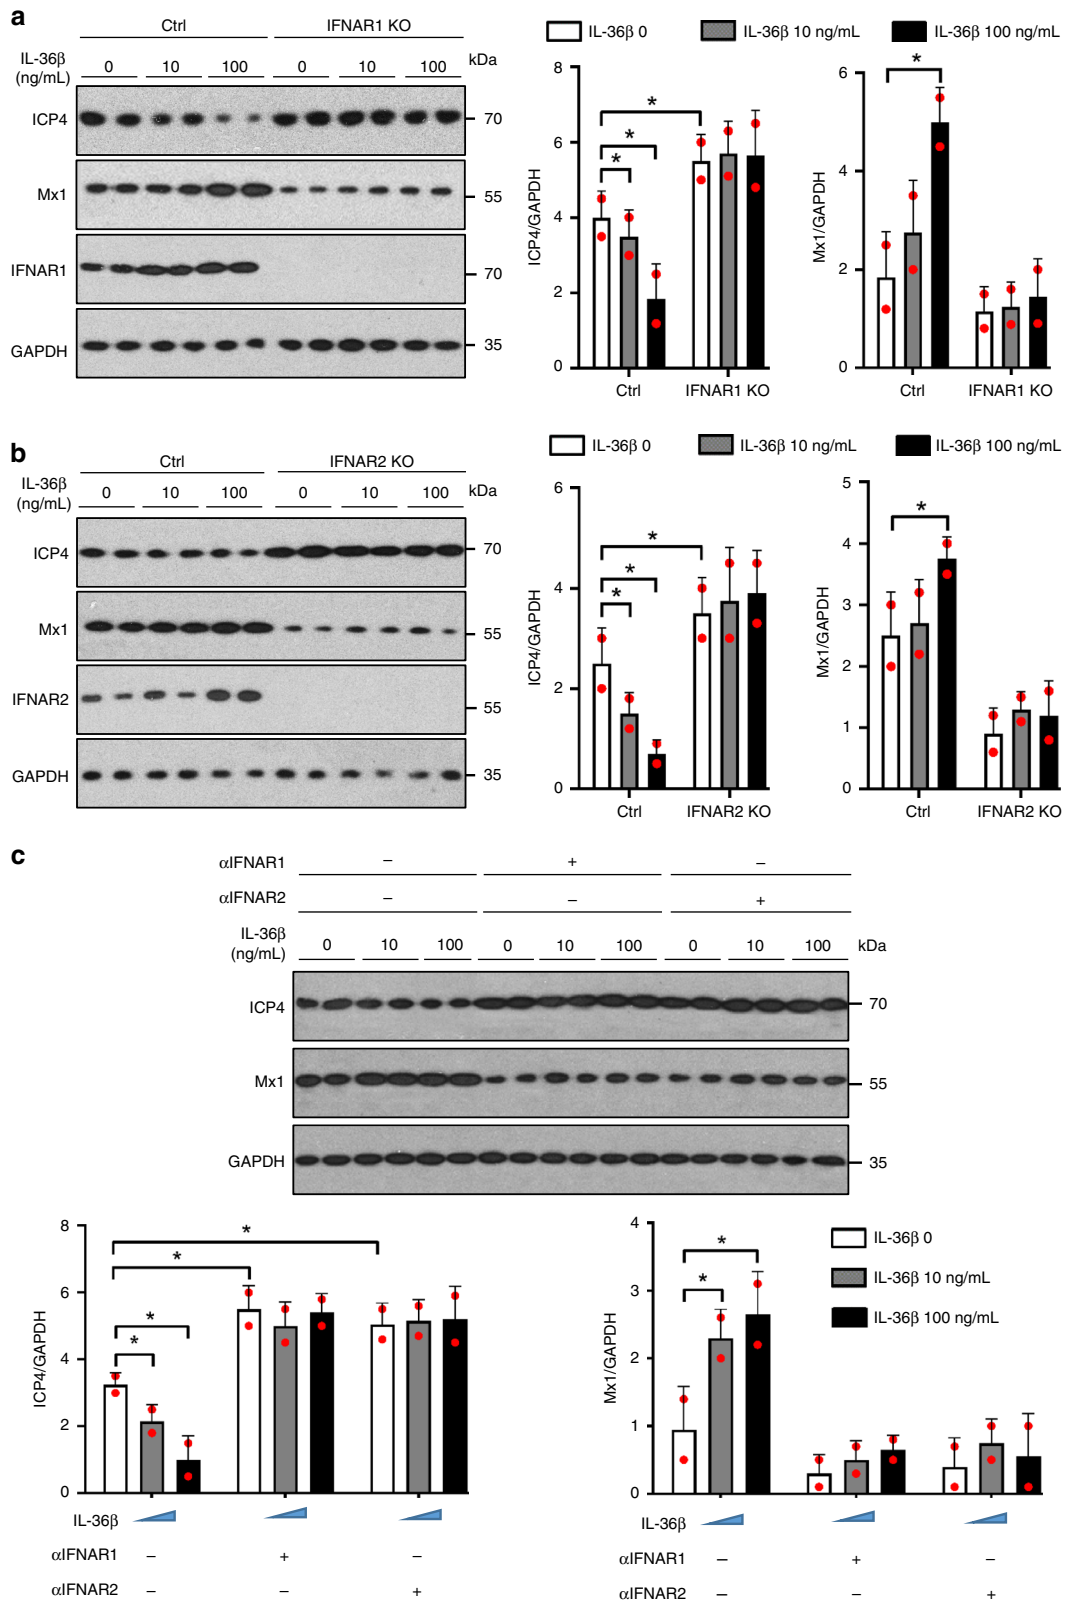 a
Ctrl IFNAR1 KO
IL-36β (ng/mL) 0 10 100 0 10 100 kDa
ICP4 70
Mx1 55
IFNAR1 70
GAPDH 35
IL-36β 0 IL-36β 10 ng/mL IL-36β 100 ng/mL
ICP4/GAPDH
8
6
4
2
0
* * *
Ctrl IFNAR1 KO
Mx1/GAPDH
6
4
2
0
*
Ctrl IFNAR1 KO
b
Ctrl IFNAR2 KO
IL-36β (ng/mL) 0 10 100 0 10 100 kDa
ICP4 70
Mx1 55
IFNAR2 55
GAPDH 35
IL-36β 0 IL-36β 10 ng/mL IL-36β 100 ng/mL
ICP4/GAPDH
6
4
2
0
* * *
Ctrl IFNAR2 KO
Mx1/GAPDH
5
4
3
2
1
0
*
Ctrl IFNAR2 KO
c
αIFNAR1 – + –
αIFNAR2 – – +
IL-36β (ng/mL) 0 10 100 0 10 100 0 10 100 kDa
ICP4 70
Mx1 55
GAPDH 35
ICP4/GAPDH
8
6
4
2
0
* * * *
IL-36β
αIFNAR1 – + –
αIFNAR2 – – +
Mx1/GAPDH
4
3
2
1
0
* *
IL-36β 0
IL-36β 10 ng/mL
IL-36β 100 ng/mL
IL-36β
αIFNAR1 – + –
αIFNAR2 – – +